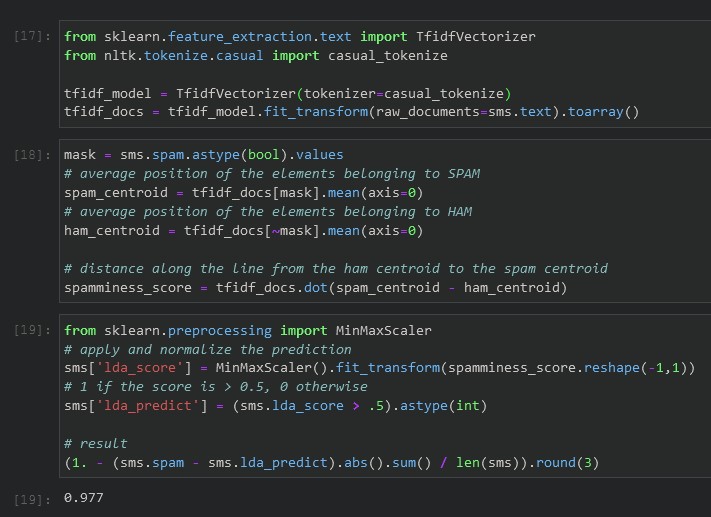 [17]: from sklearn.feature_extraction.text import TfidfVectorizer
from nltk.tokenize.casual import casual_tokenize
tfidf_model = TfidfVectorizer(tokenizer=casual_tokenize)
tfidf_docs = tfidf_model.fit_transform(raw_documents=sms.text).toarray()
[18]: mask = sms.spam.astype(bool).values
# average position of the elements belonging to SPAM
spam_centroid = tfidf_docs[mask].mean(axis=0)
# average position of the elements belonging to HAM
ham_centroid = tfidf_docs[~mask].mean(axis=0)
# distance along the line from the ham centroid to the spam centroid
spamminess_score = tfidf_docs.dot(spam_centroid - ham_centroid)
[19]: from sklearn.preprocessing import MinMaxScaler
# apply and normalize the prediction
sms['lda_score'] = MinMaxScaler().fit_transform(spamminess_score.reshape(-1,1))
# 1 if the score is > 0.5, 0 otherwise
sms['lda_predict'] = (sms.lda_score > .5).astype(int)
# result
(1. - (sms.spam - sms.lda_predict).abs().sum() / len(sms)).round(3)
[19]: 0.977